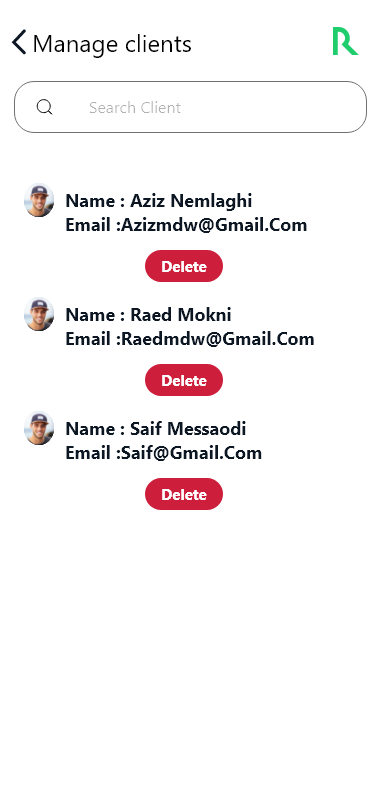 Manage clients
Search Client
Name : Aziz Nemlaghi
Email :Azizmdw@Gmail.Com
Delete
Name : Raed Mokni
Email :Raedmdw@Gmail.Com
Delete
Name : Saif Messaodi
Email :Saif@Gmail.Com
Delete